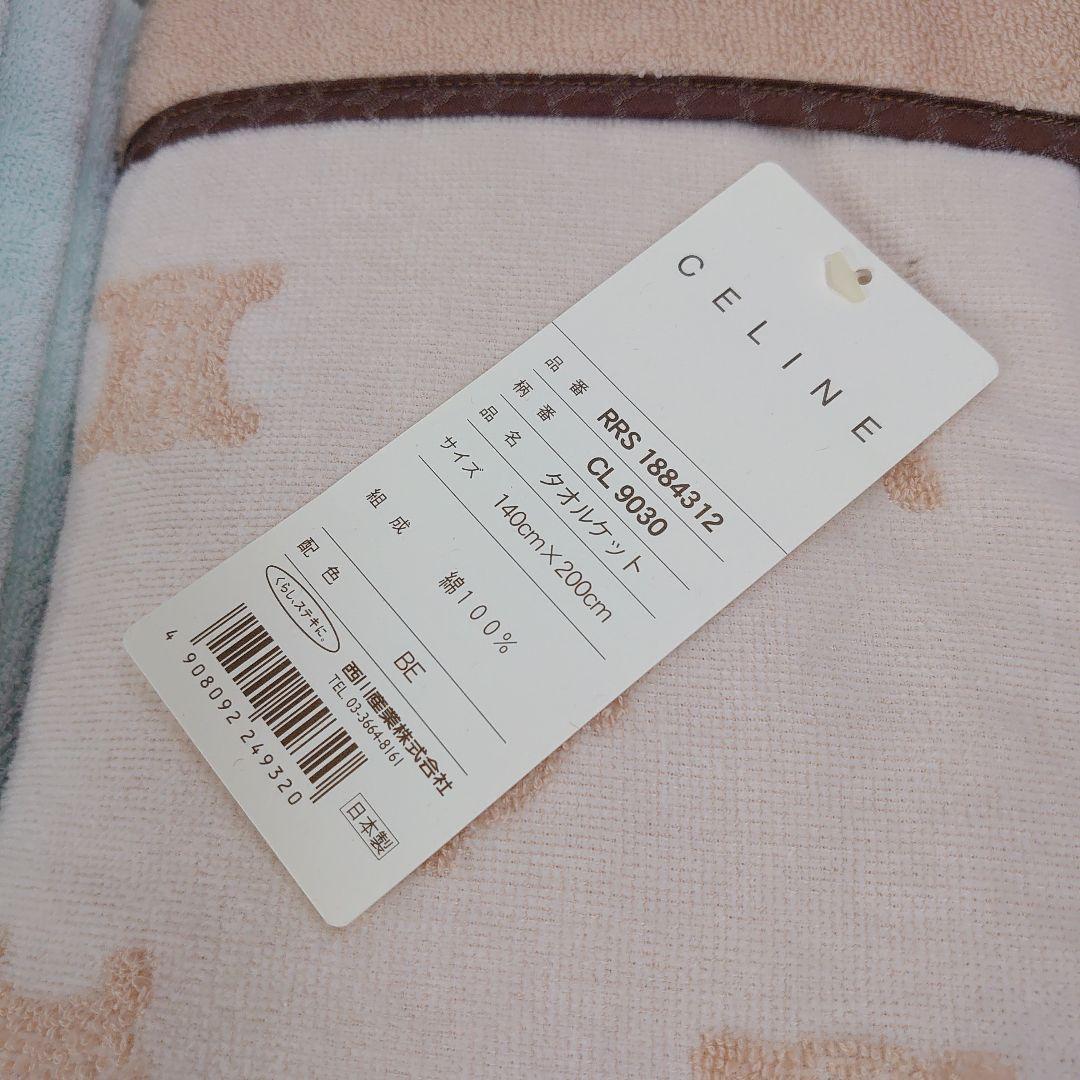 CELINE
品番 RRS 1884312
柄番 CL 9030
品名 タオルケット
サイズ 140cm×200cm
組成 綿100%
配色 BE
くらし、ステキに。
西川産業株式会社
TEL 03-3664-8161
4 908092 249320
日本製